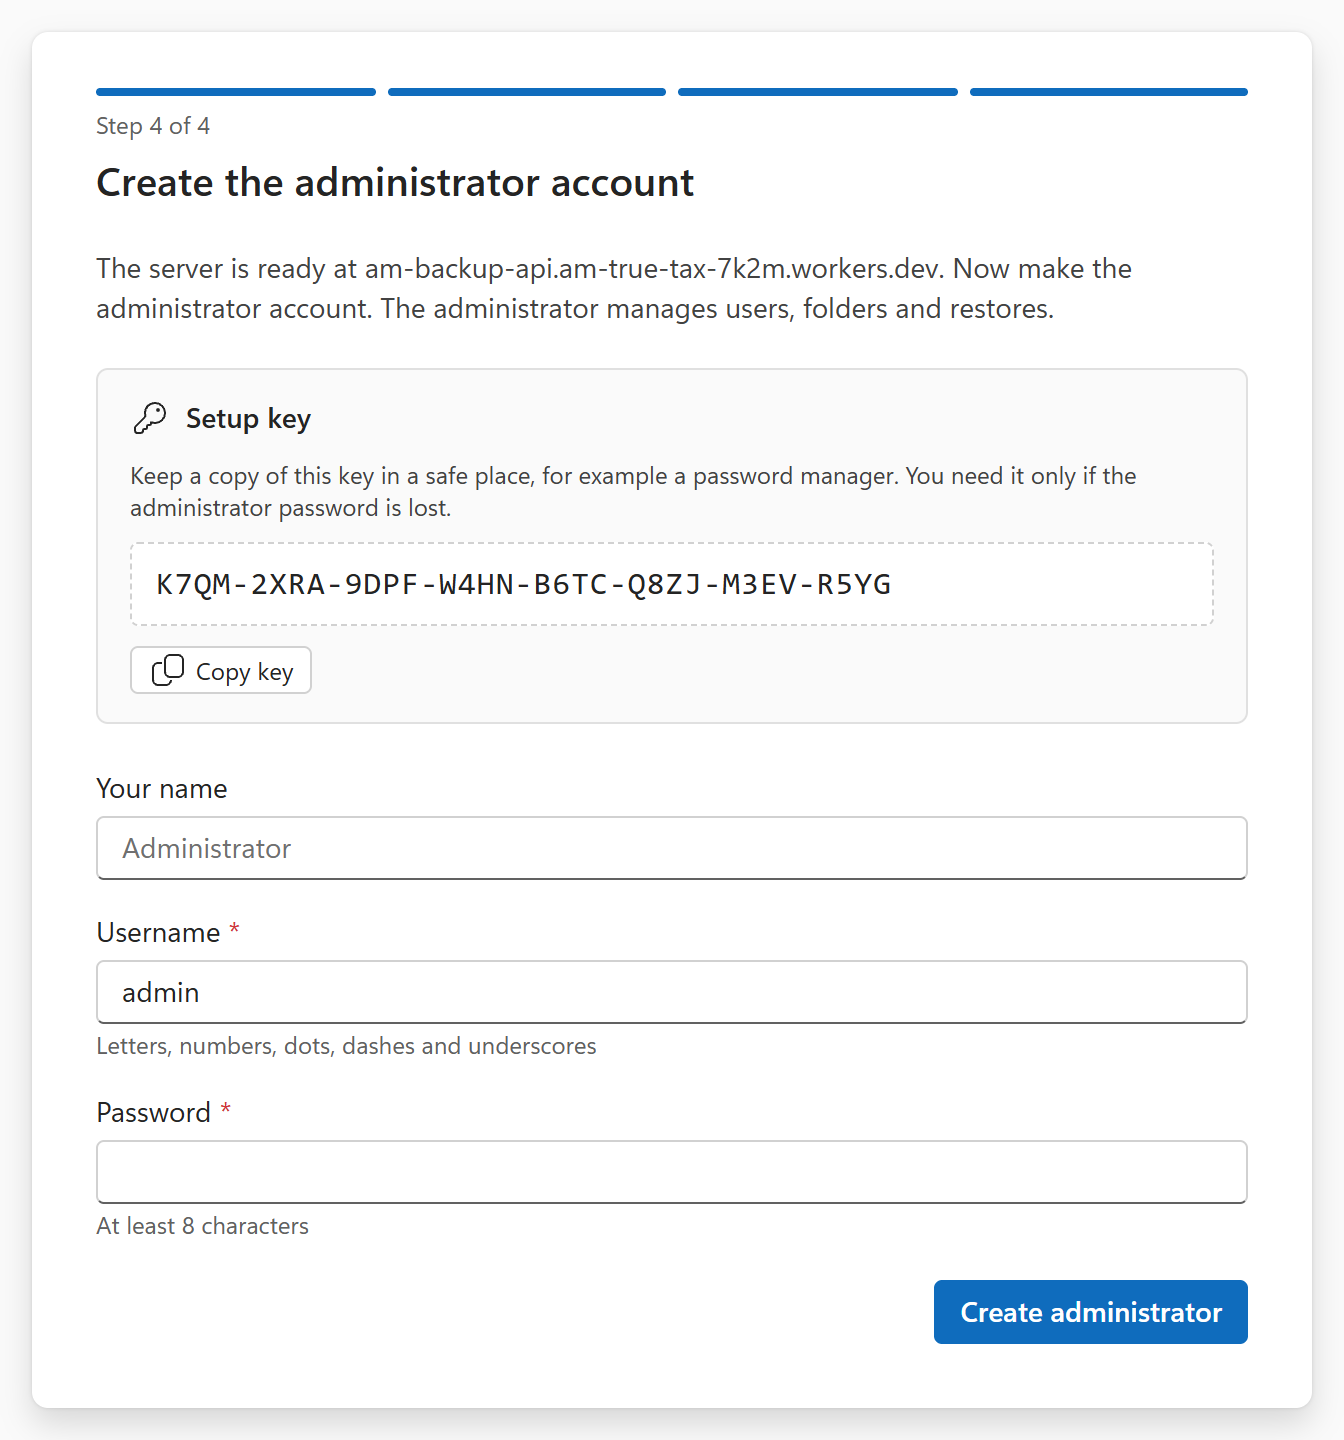 Step 4 of 4
Create the administrator account
The server is ready at am-backup-api.am-true-tax-7k2m.workers.dev. Now make the
administrator account. The administrator manages users, folders and restores.
Setup key
Keep a copy of this key in a safe place, for example a password manager. You need it only if the
administrator password is lost.
K7QM-2XRA-9DPF-W4HN-B6TC-Q8ZJ-M3EV-R5YG
Copy key
Your name
Administrator
Username *
admin
Letters, numbers, dots, dashes and underscores
Password *
At least 8 characters
Create administrator